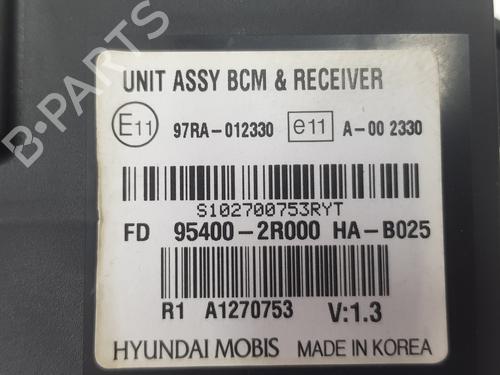 B-PARTS
UNIT ASSY BCM & RECEIVER
E11 97RA-012330 e11 A-00 2330
S102700753RYT
FD 95400-2R000 HA-B025
R1 A1270753 V:1.3
HYUNDAI MOBIS MADE IN KOREA